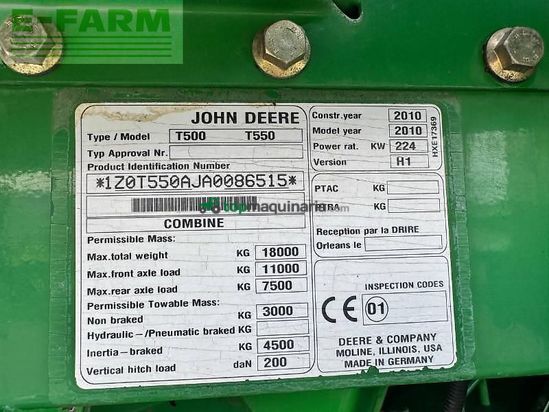 E-FARM
JOHN DEERE
Type / Model T500 T550
Typ Approval Nr.
Product Identification Number
*1Z0T550AJA0086515*
topmaquinaria.com
COMBINE
Permissible Mass:
Max.total weight KG 18000
Max.front axle load KG 11000
Max.rear axle load KG 7500
Permissible Towable Mass:
Non braked KG 3000
Hydraulic-/Pneumatic braked KG
Inertia-braked KG 4500
Vertical hitch load daN 200
Constr.year 2010
Model year 2010
Power rat. KW 224
Version H1
HXE17369
PTAC KG
PTRA KG
Reception par la DRIRE
Orleans le
INSPECTION CODES
CE 01
DEERE & COMPANY
MOLINE, ILLINOIS, USA
MADE IN GERMANY